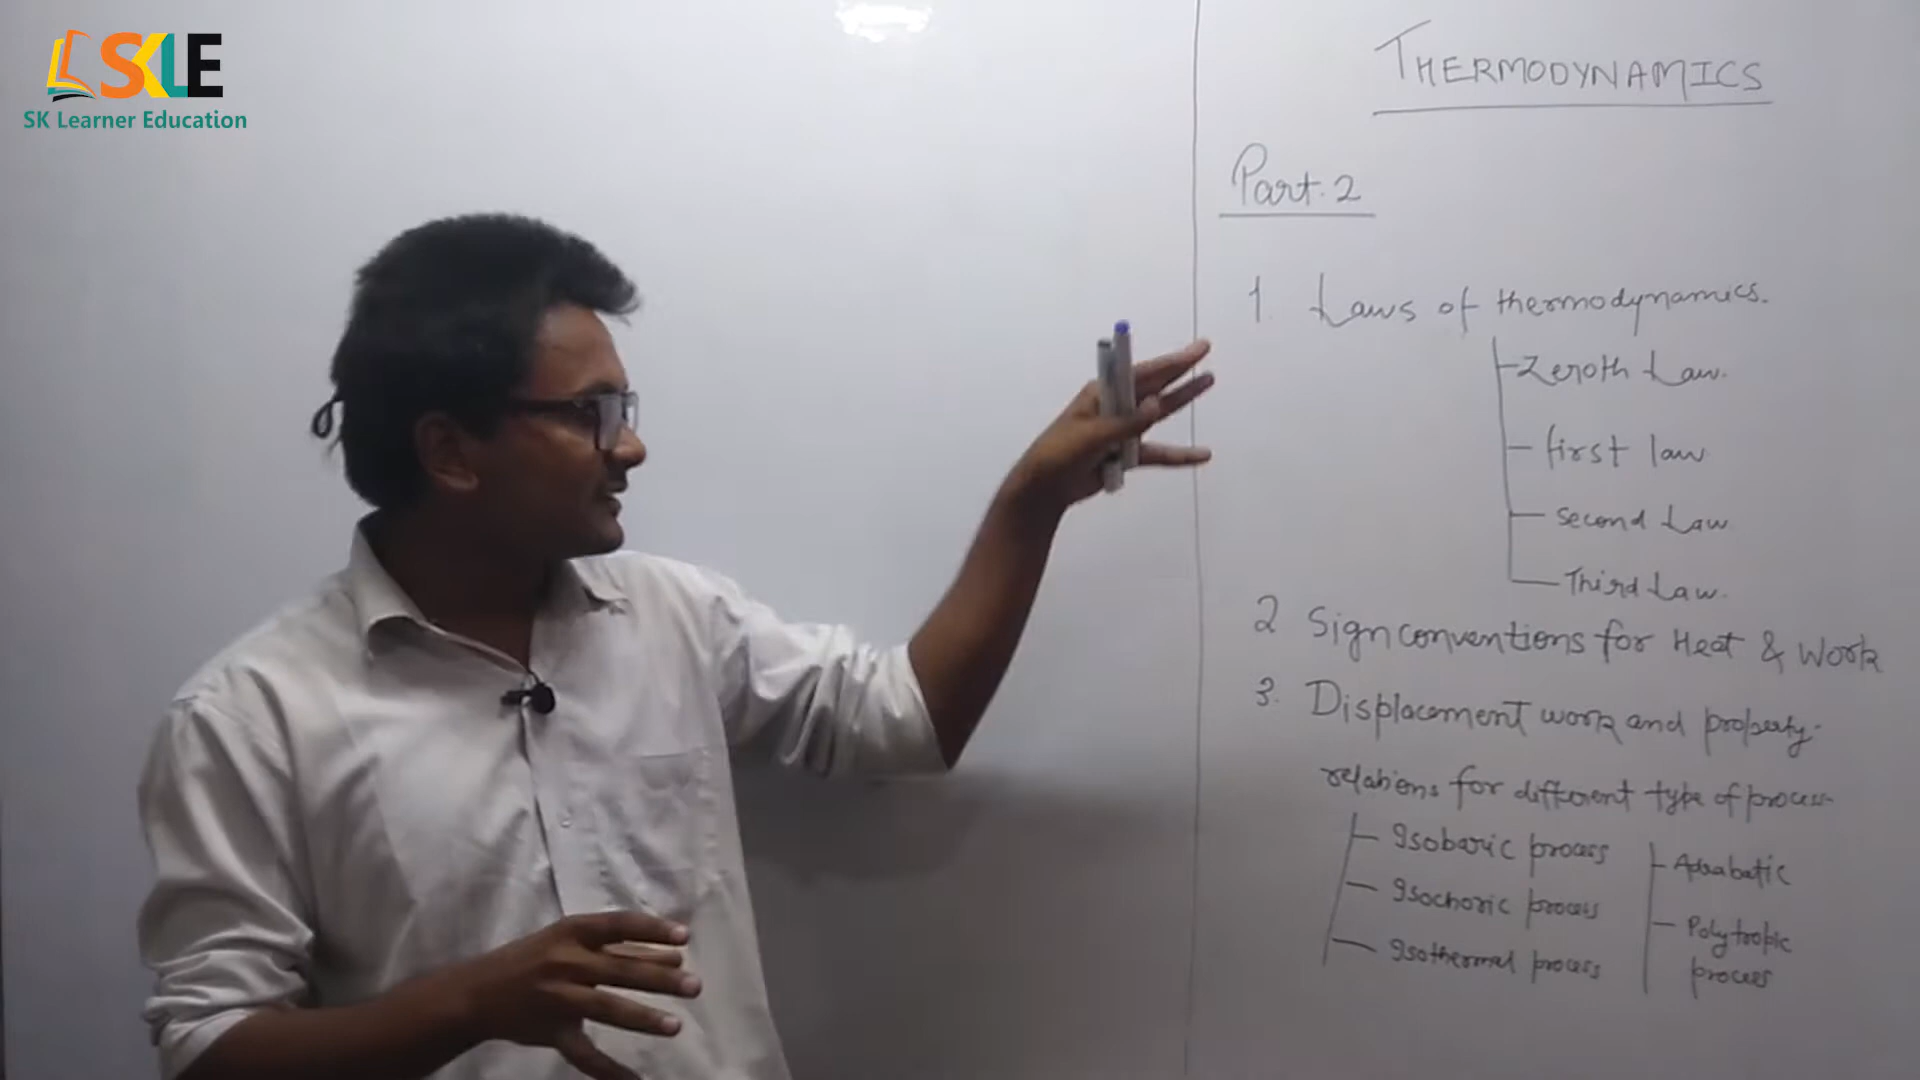 SKLE
SK Learner Education
THERMODYNAMICS
Part.2
1. Laws of thermodynamics.
Zeroth Law.
first law
second Law
Third Law.
2 Sign conventions for Heat & Work
3. Displacement work and property
relations for different type of process
Isobaric process
Isochoric process
Isothermal process
Adiabatic
Polytropic
process